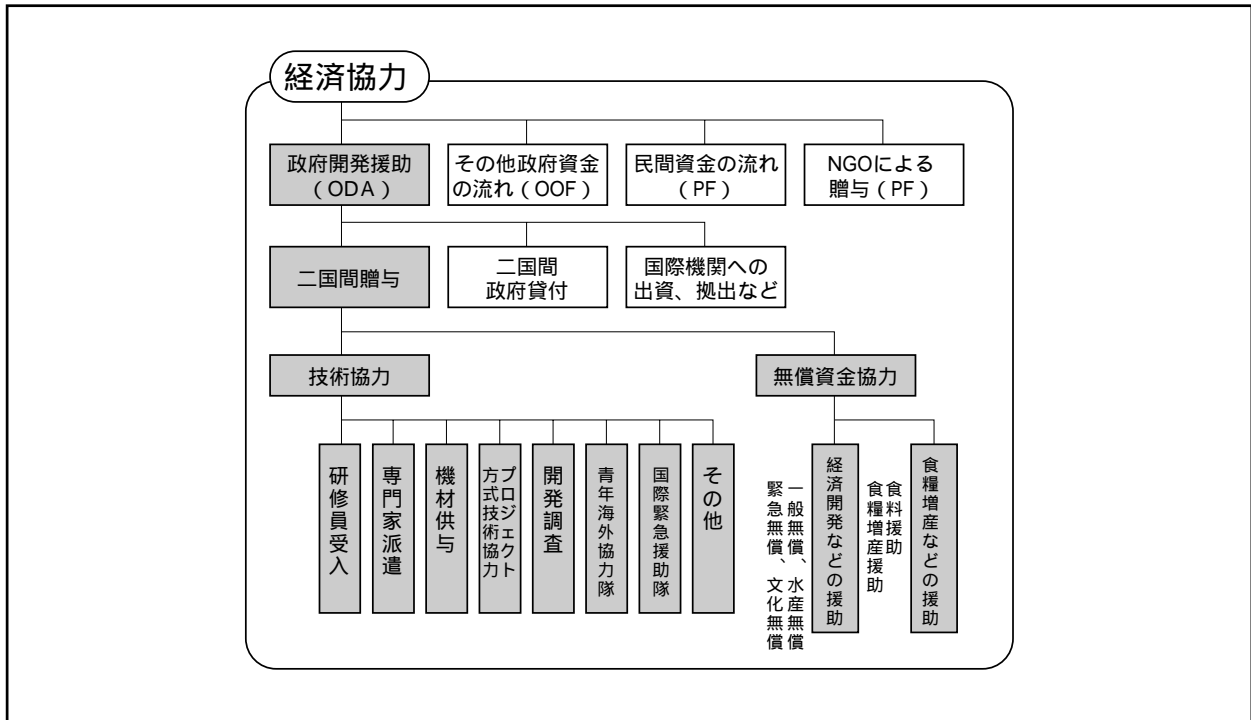 経済協力
政府開発援助
（ODA）
その他政府資金
の流れ（OOF）
民間資金の流れ
（PF）
NGOによる
贈与（PF）
二国間贈与
二国間
政府貸付
国際機関への
出資、拠出など
技術協力
無償資金協力
研修員受入
専門家派遣
機材供与
プロジェクト
方式技術協力
開発調査
青年海外協力隊
国際緊急援助隊
その他
一般無償、水産無償
緊急無償、文化無償
経済開発などの援助
食料援助
食糧増産援助
食糧増産などの援助